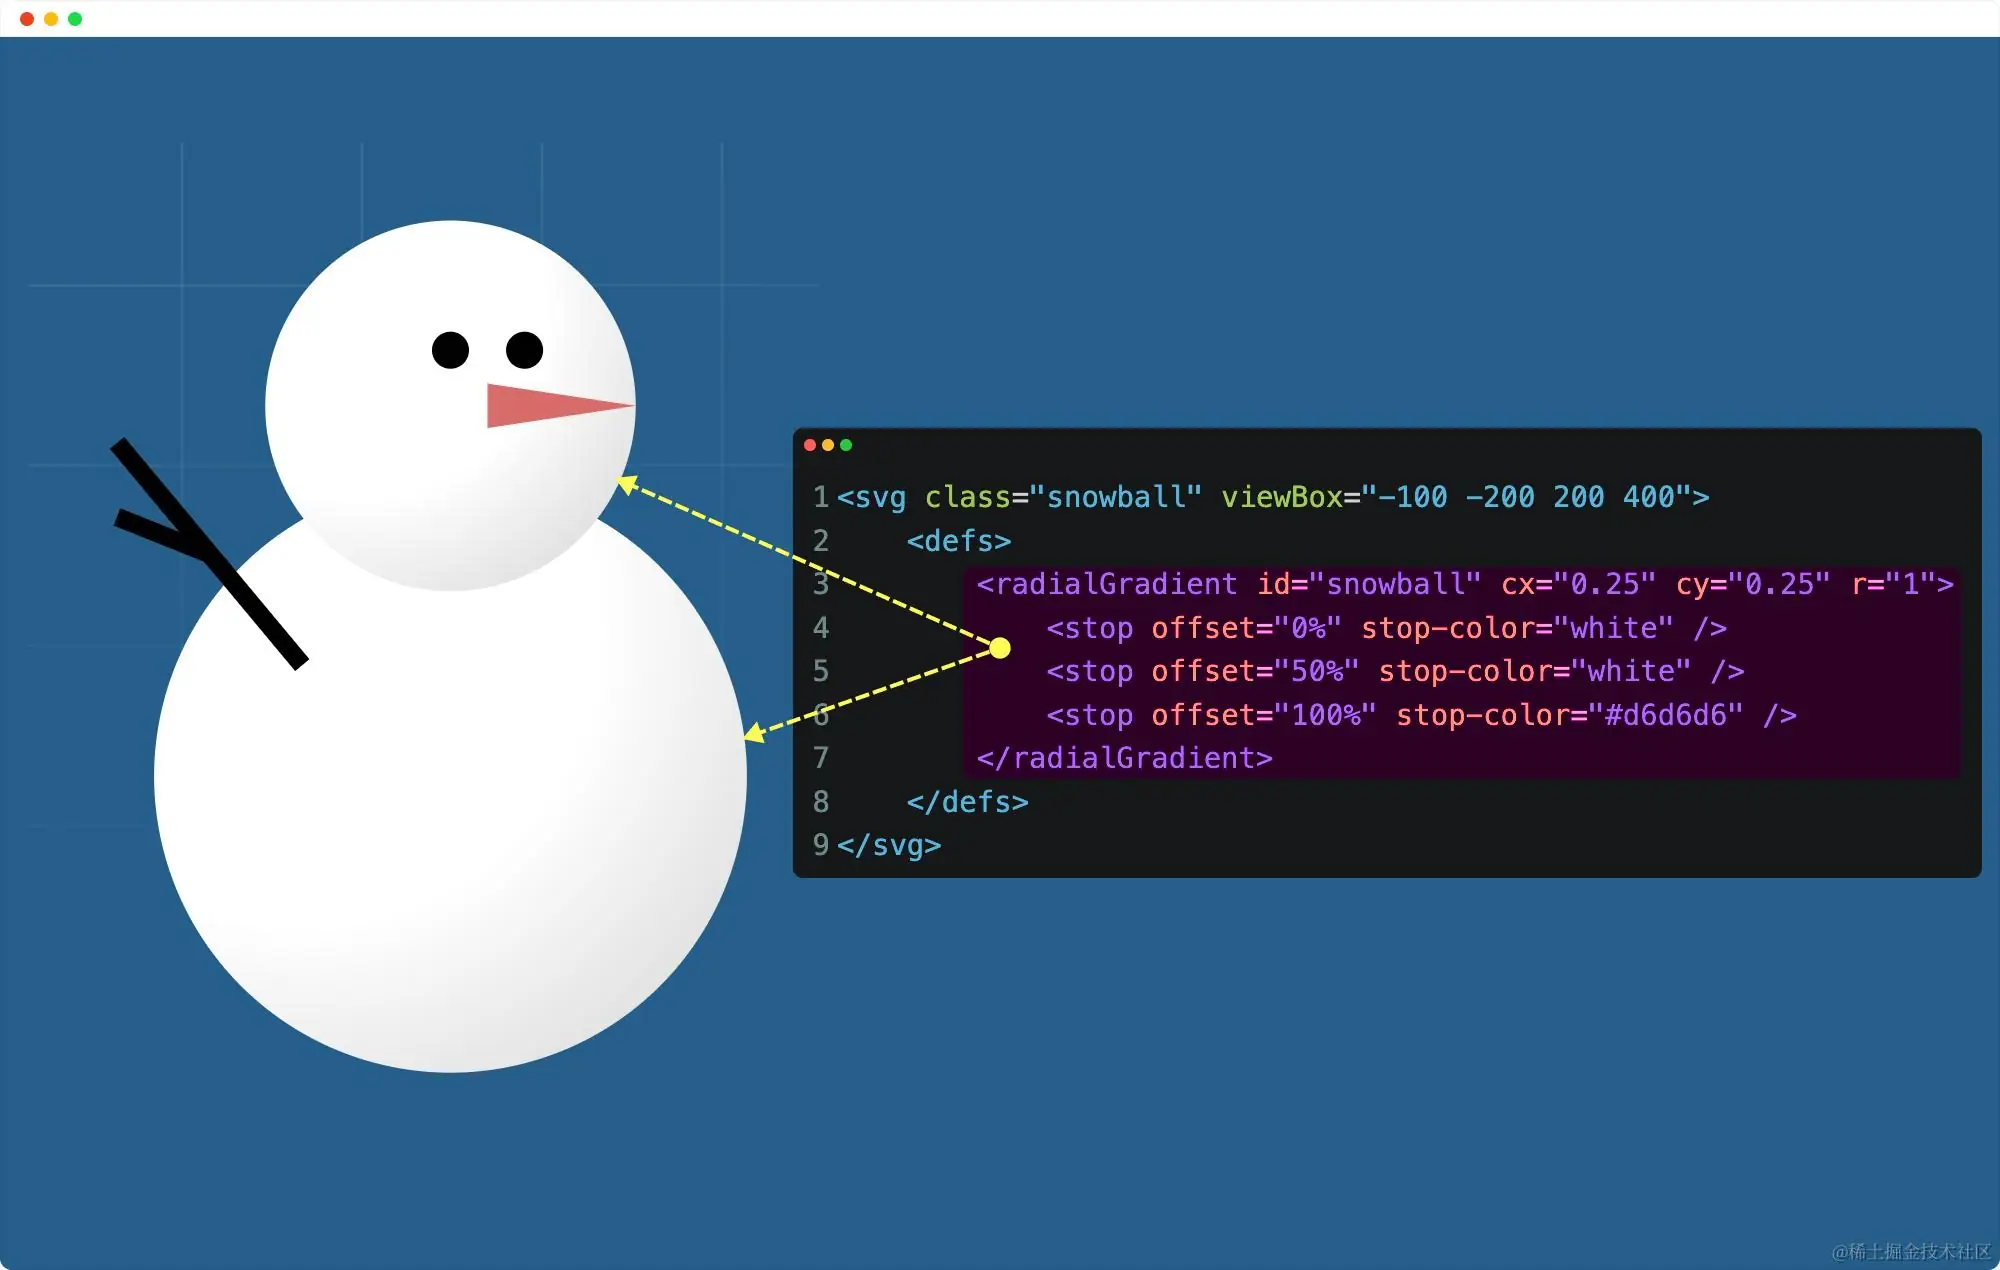 1 <svg class="snowball" viewBox="-100 -200 200 400">
2 <defs>
3 <radialGradient id="snowball" cx="0.25" cy="0.25" r="1">
4 <stop offset="0%" stop-color="white" />
5 <stop offset="50%" stop-color="white" />
6 <stop offset="100%" stop-color="#d6d6d6" />
7 </radialGradient>
8 </defs>
9 </svg>
@稀土掘金技术社区